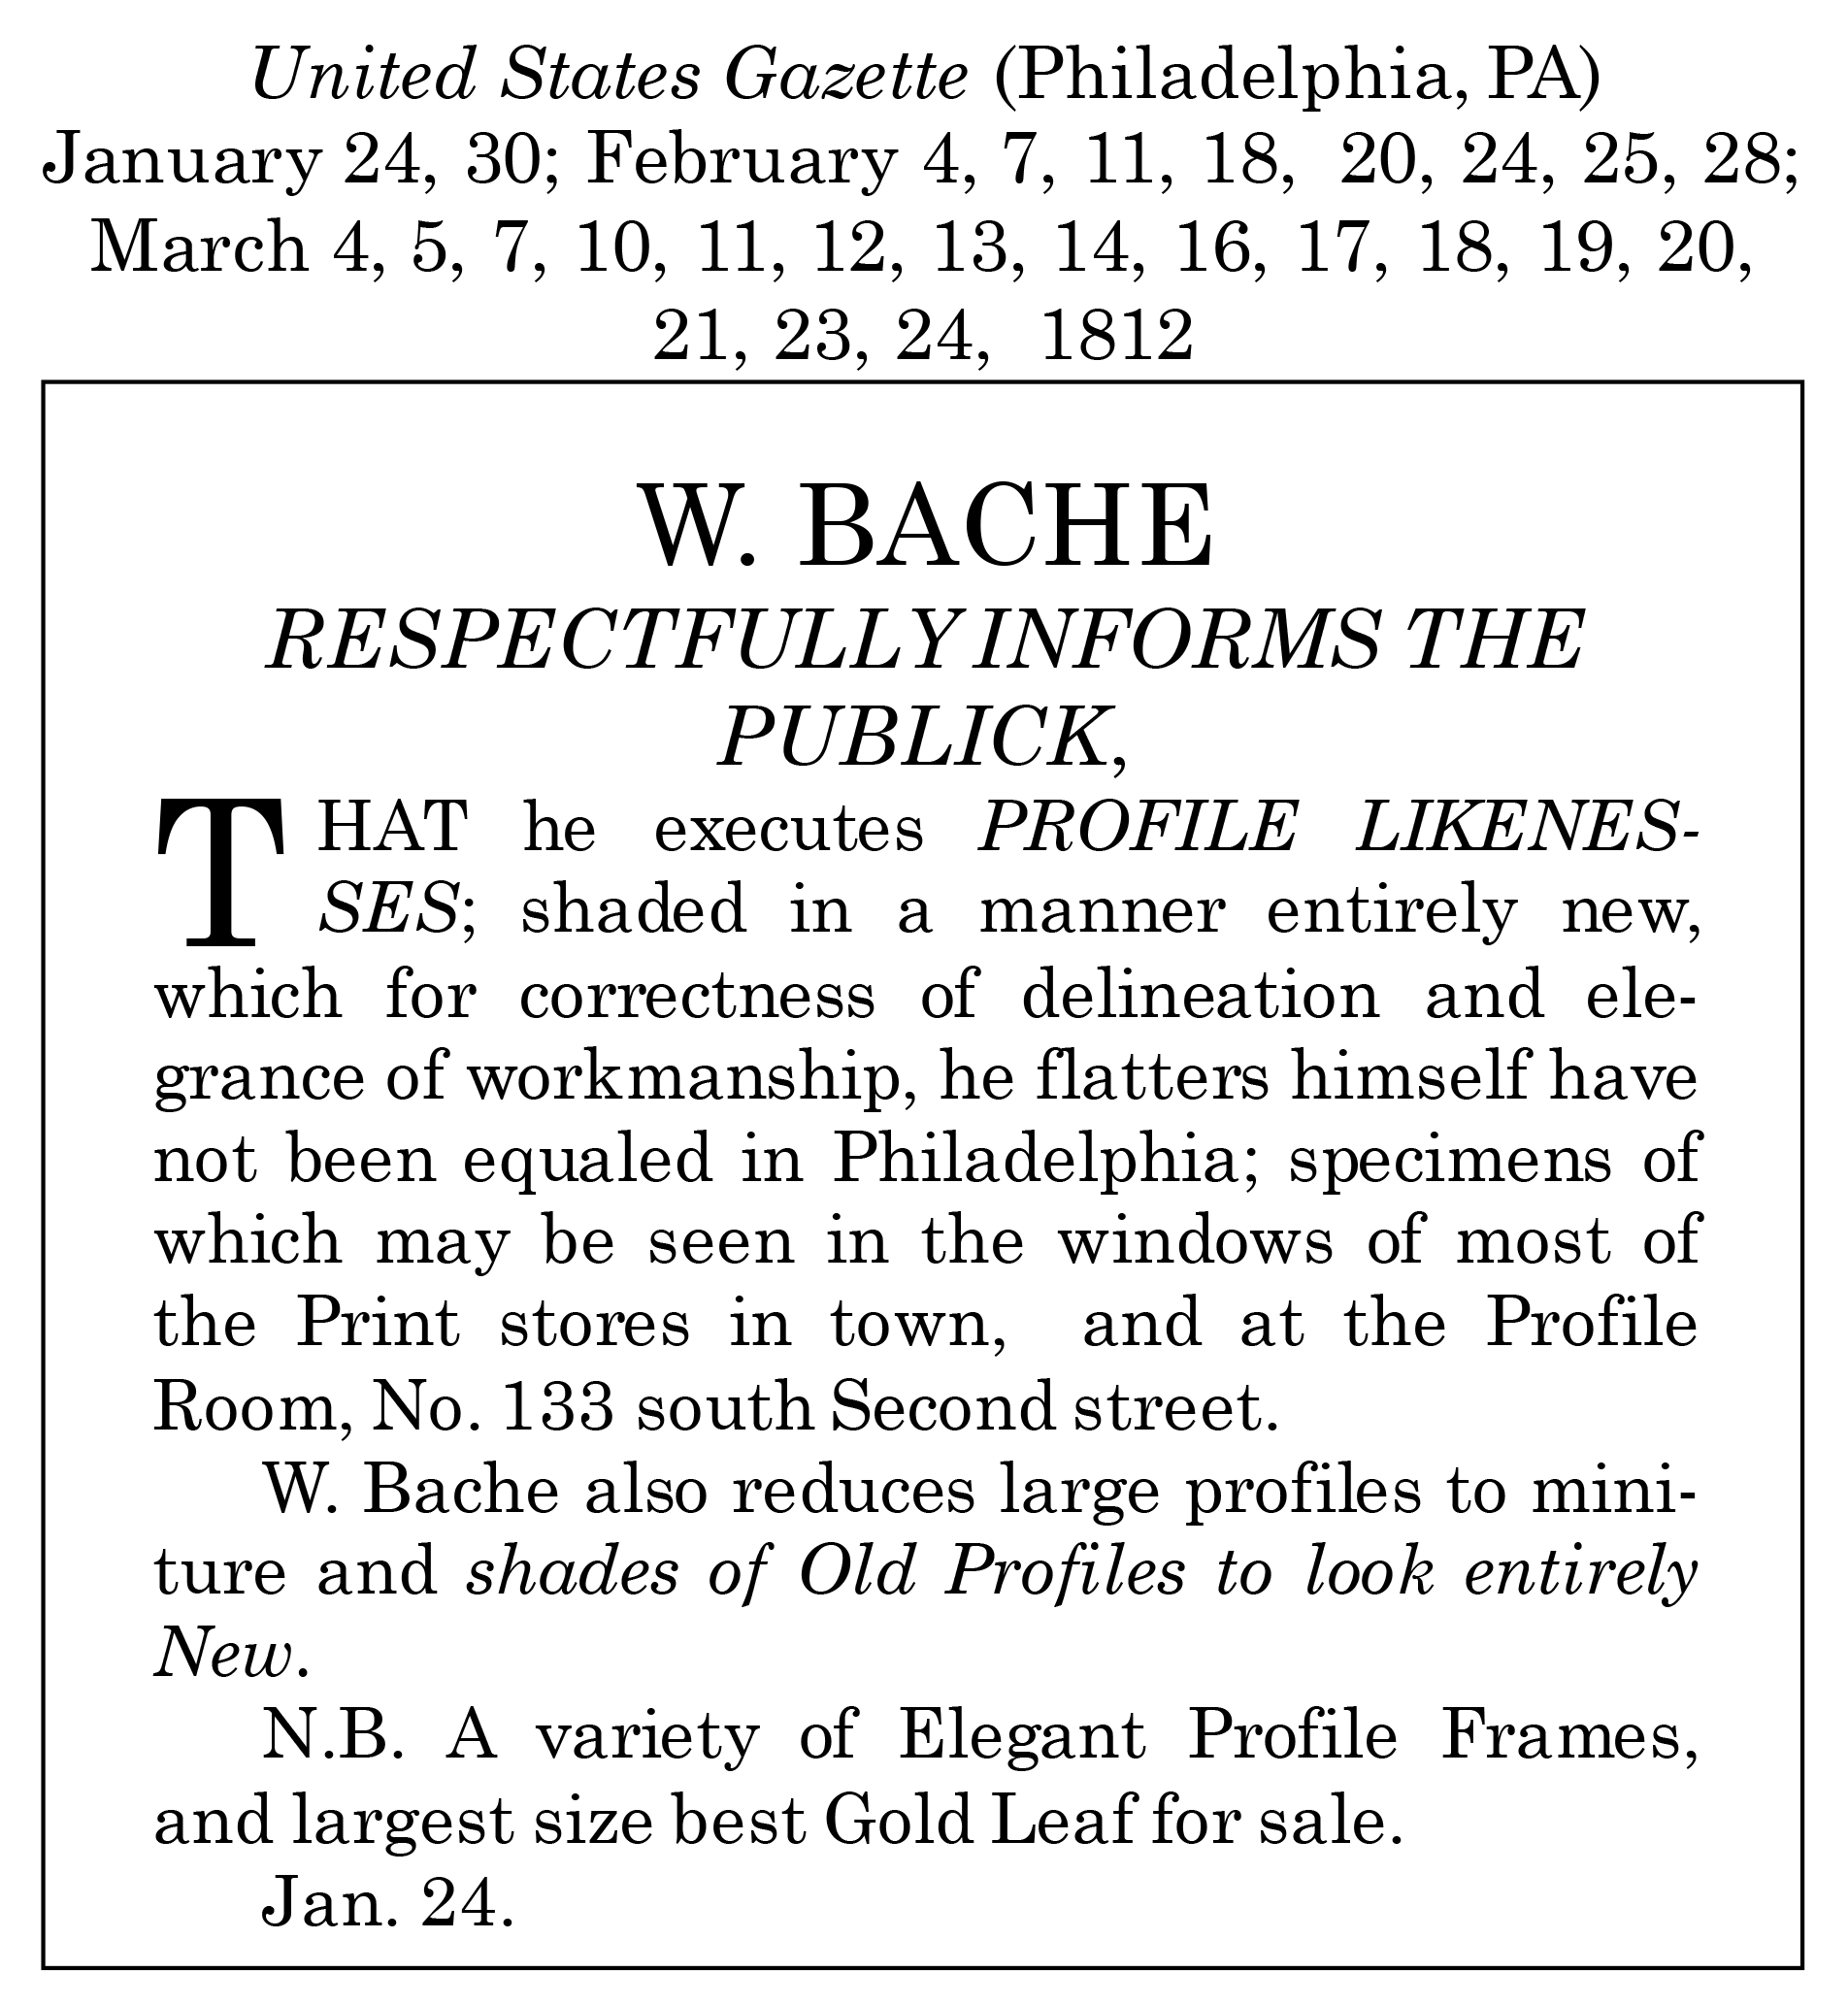 United States Gazette (Philadelphia, PA)
January 24, 30; February 4, 7, 11, 18, 20, 24, 25, 28;
March 4, 5, 7, 10, 11, 12, 13, 14, 16, 17, 18, 19, 20,
21, 23, 24, 1812
W. BACHE
RESPECTFULLY INFORMS THE
PUBLICK,
THAT he executes PROFILE LIKENES-
SES; shaded in a manner entirely new,
which for correctness of delineation and ele-
grance of workmanship, he flatters himself have
not been equaled in Philadelphia; specimens of
which may be seen in the windows of most of
the Print stores in town, and at the Profile
Room, No. 133 south Second street.
W. Bache also reduces large profiles to mini-
ture and shades of Old Profiles to look entirely
New.
N.B. A variety of Elegant Profile Frames,
and largest size best Gold Leaf for sale.
Jan. 24.